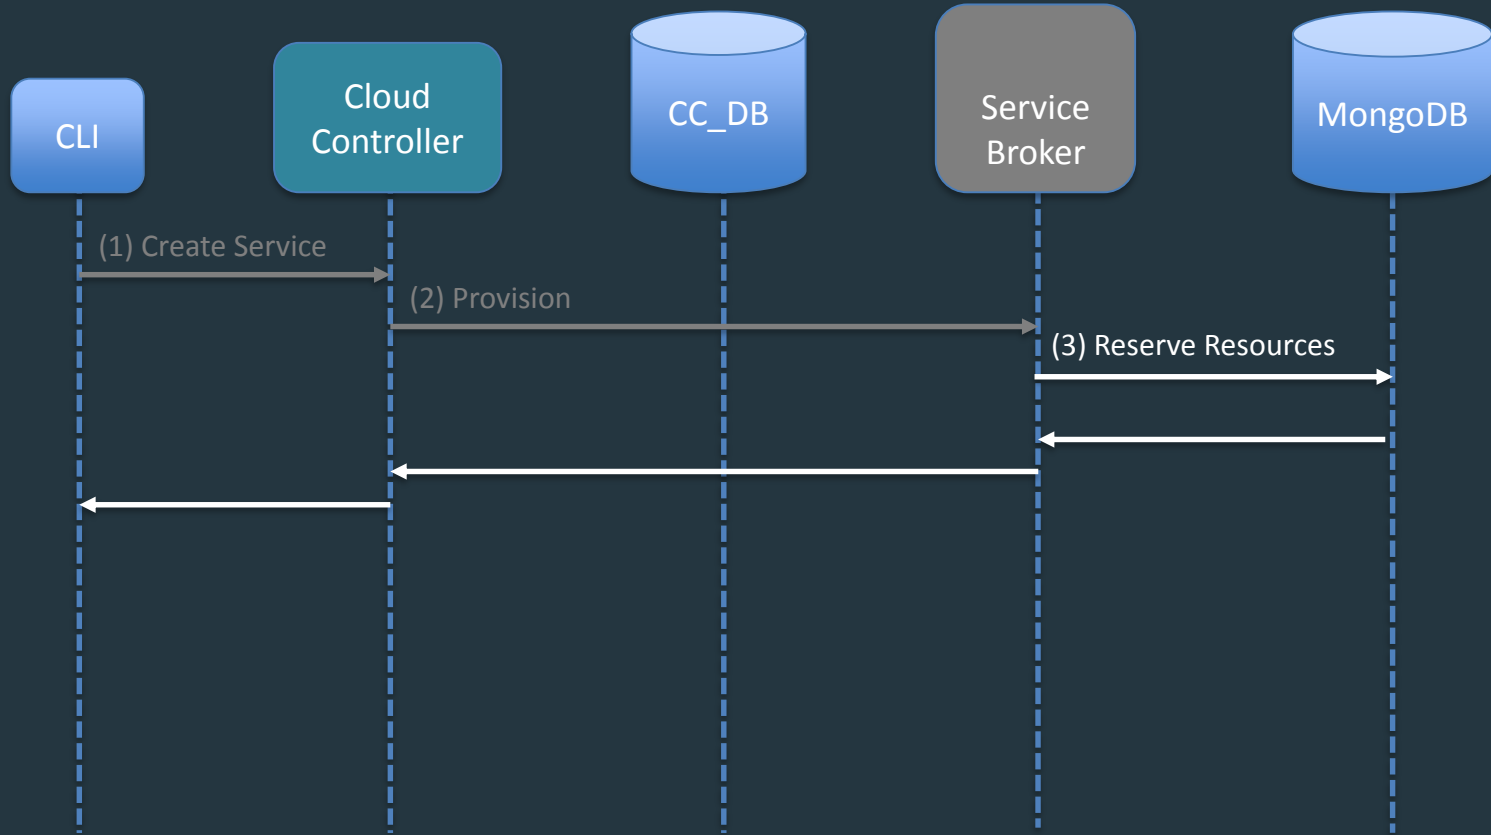 CLI
Cloud
Controller
CC_DB
Service
Broker
MongoDB
(1) Create Service
(2) Provision
(3) Reserve Resources